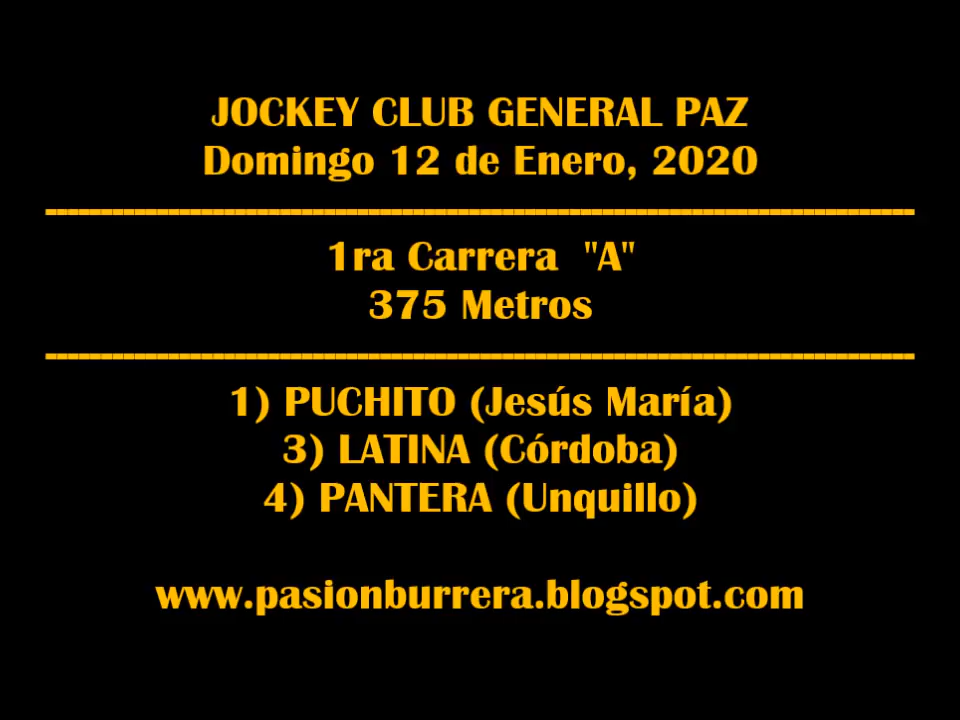 JOCKEY CLUB GENERAL PAZ
Domingo 12 de Enero, 2020
1ra Carrera "A"
375 Metros
1) PUCHITO (Jesús María)
3) LATINA (Córdoba)
4) PANTERA (Unquillo)
www.pasionburrera.blogspot.com